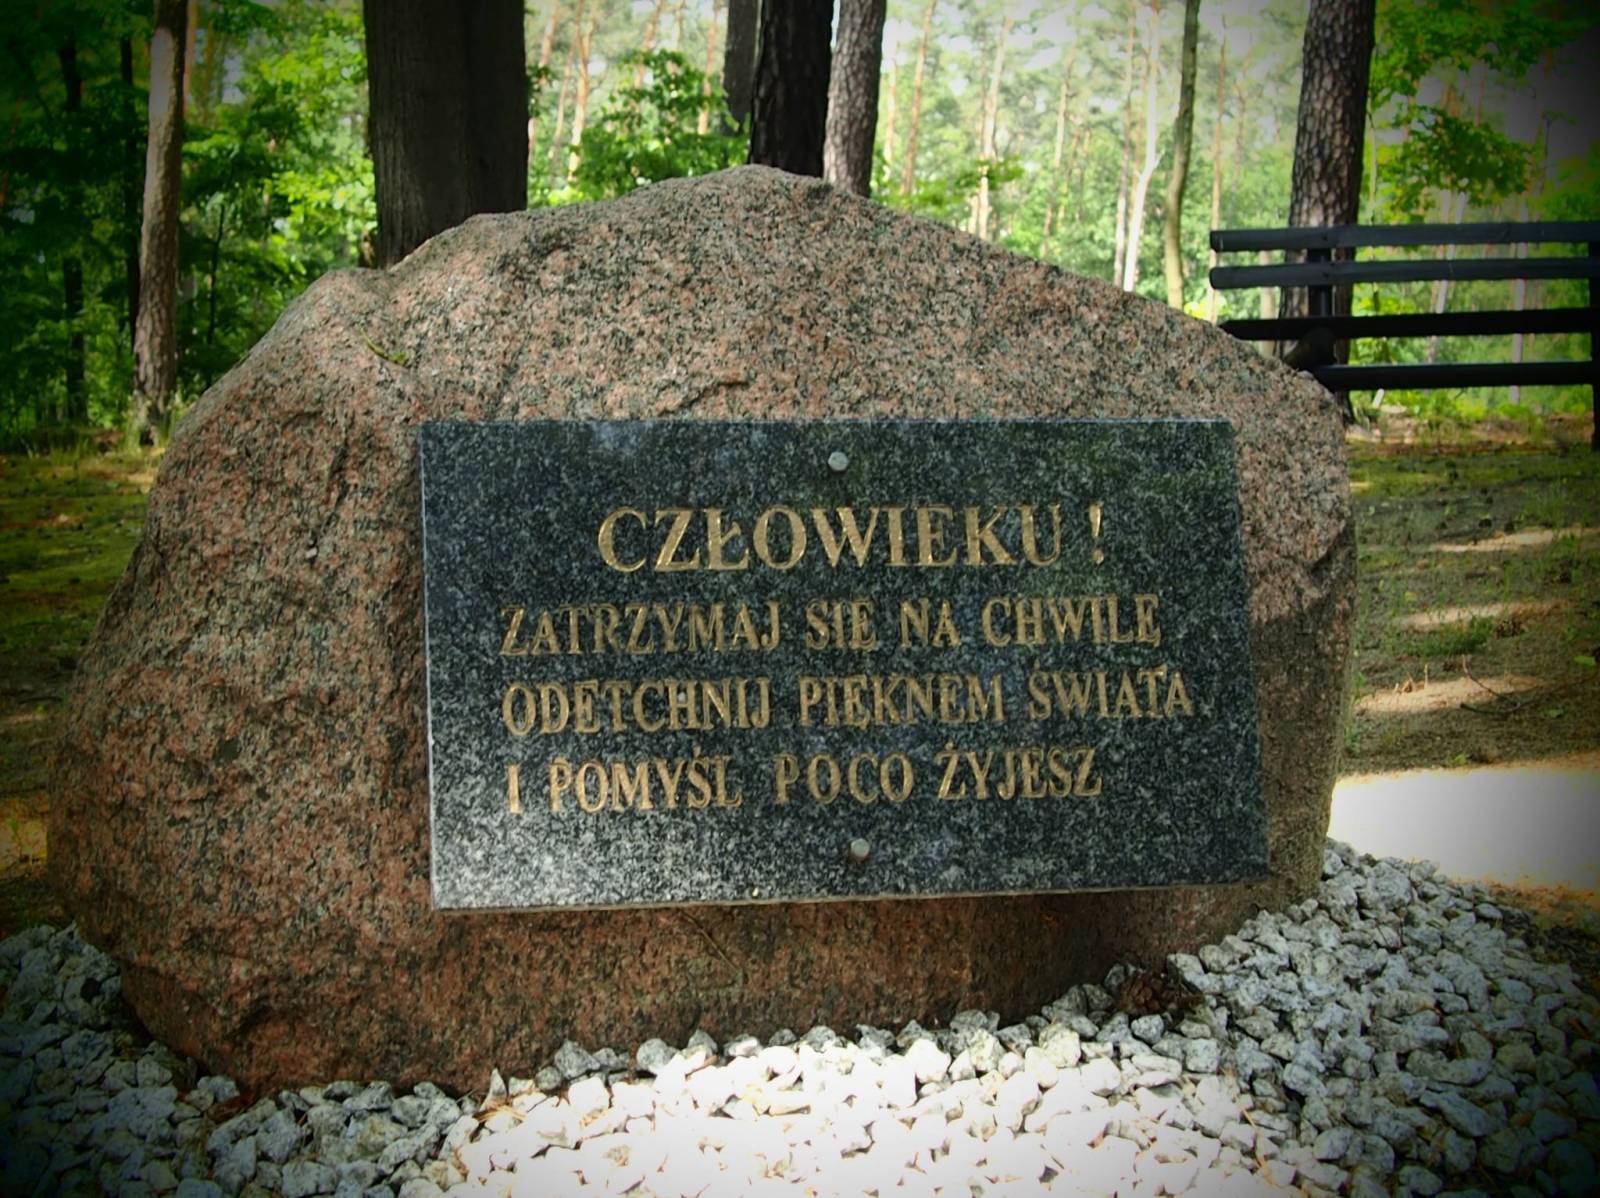 CZŁOWIEKU !
ZATRZYMAJ SIĘ NA CHWILĘ
ODETCHNIJ PIĘKNEM ŚWIATA
I POMYŚL POCO ŻYJESZ